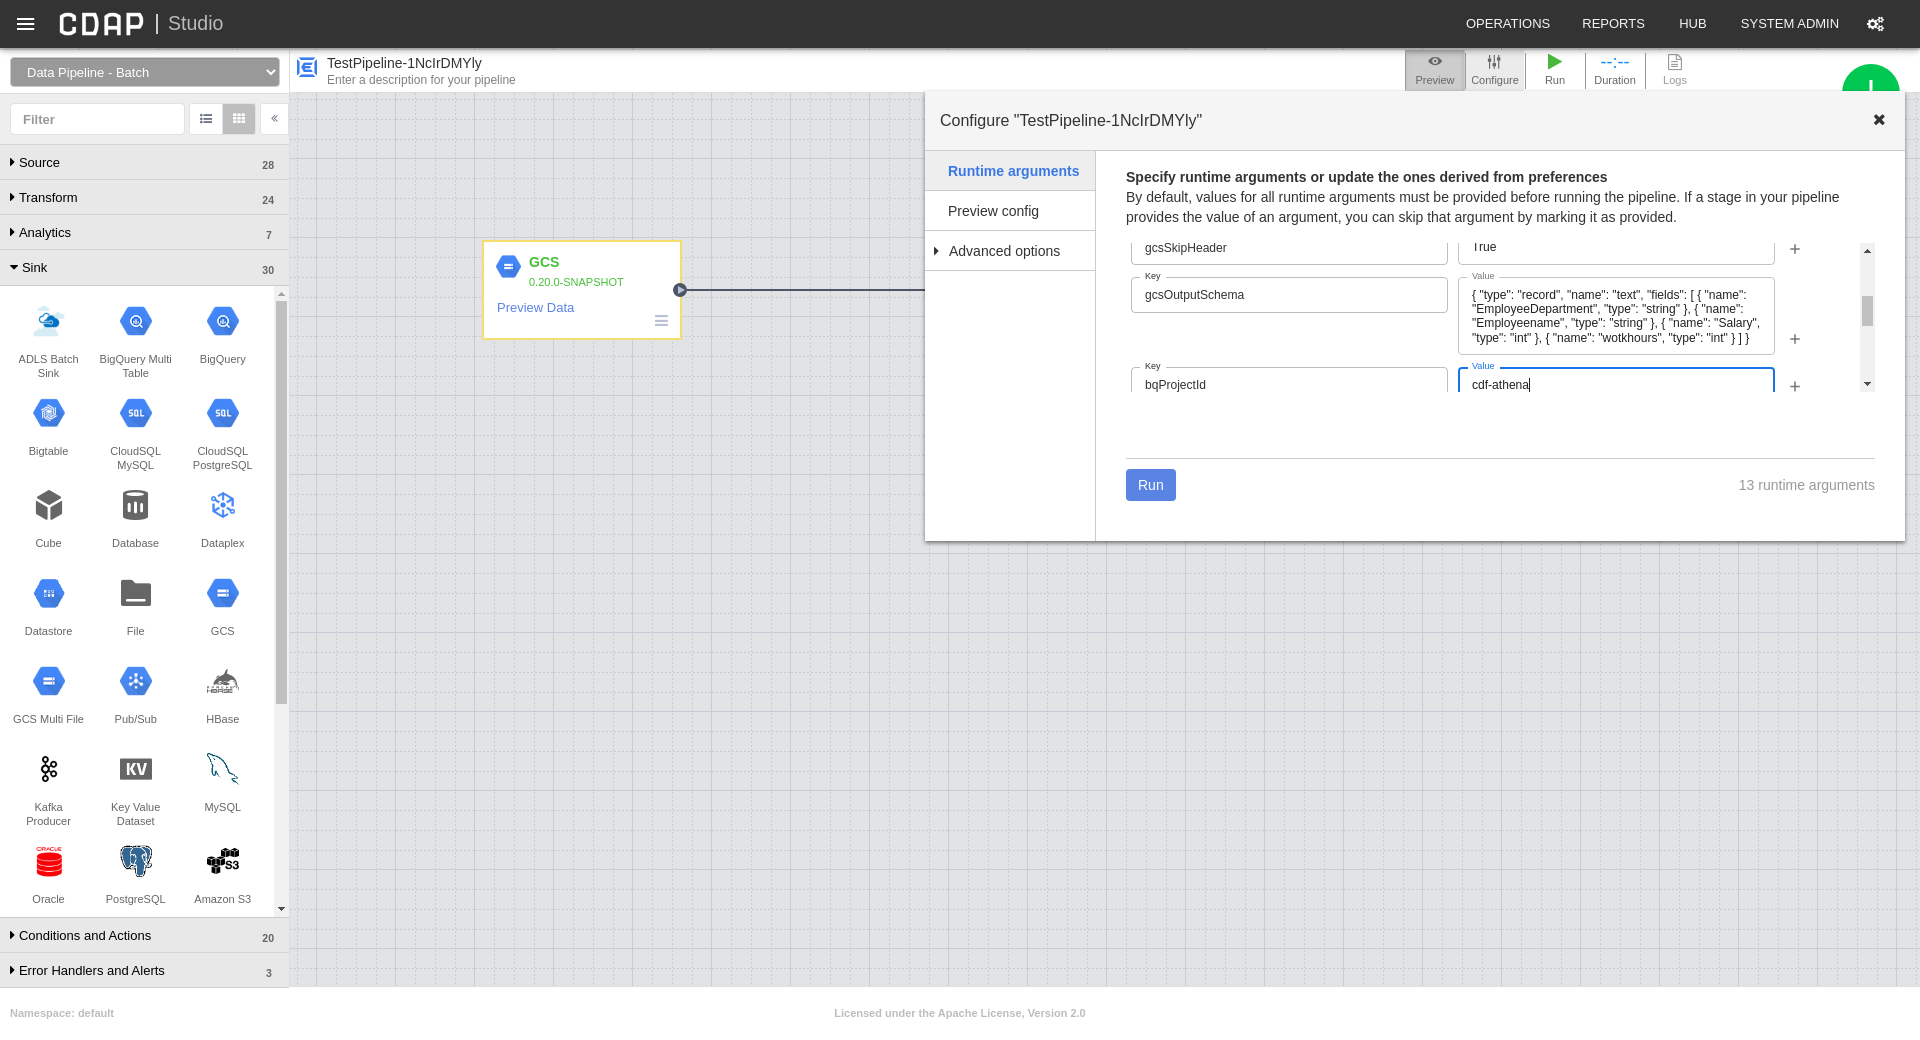 CDAP | Studio
OPERATIONS
REPORTS
HUB
SYSTEM ADMIN
Data Pipeline - Batch
TestPipeline-1NcIrDMYly
Enter a description for your pipeline
Preview
Configure
Run
Duration
Logs
Filter
Source
28
Transform
24
Analytics
7
Sink
30
ADLS Batch
Sink
BigQuery Multi
Table
BigQuery
Bigtable
SQL
CloudSQL
MySQL
SQL
CloudSQL
PostgreSQL
Cube
Database
Dataplex
Datastore
File
GCS
GCS Multi File
Pub/Sub
HBase
Kafka
Producer
KV
Key Value
Dataset
MySQL
ORACLE
Oracle
PostgreSQL
S3
Amazon S3
Conditions and Actions
20
Error Handlers and Alerts
3
GCS
0.20.0-SNAPSHOT
Preview Data
Configure "TestPipeline-1NcIrDMYly"
Runtime arguments
Preview config
Advanced options
Specify runtime arguments or update the ones derived from preferences
By default, values for all runtime arguments must be provided before running the pipeline. If a stage in your pipeline
provides the value of an argument, you can skip that argument by marking it as provided.
gcsSkipHeader
True
Key
gcsOutputSchema
Value
{ "type": "record", "name": "text", "fields": [ { "name":
"EmployeeDepartment", "type": "string" }, { "name":
"Employeename", "type": "string" }, { "name": "Salary",
"type": "int" }, { "name": "wotkhours", "type": "int" } ] }
Key
bqProjectId
Value
cdf-athena
Run
13 runtime arguments
Namespace: default
Licensed under the Apache License, Version 2.0